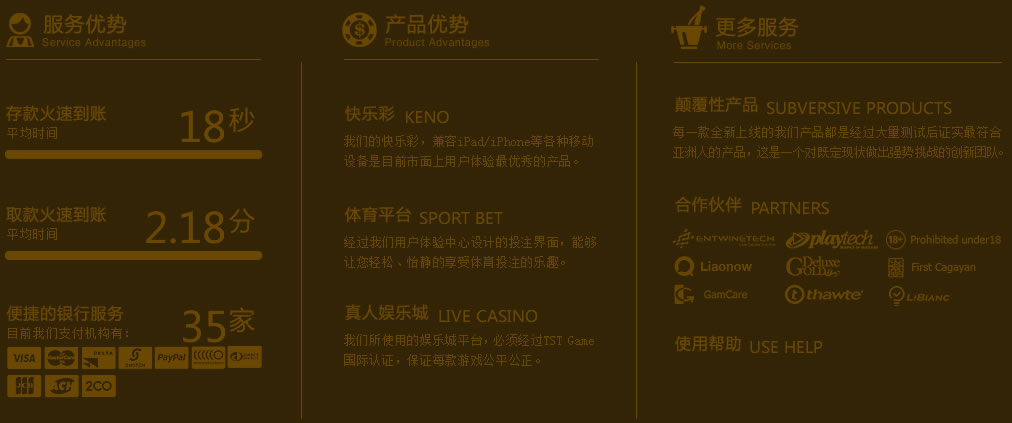 服务优势
Service Advantages
存款火速到账
平均时间
18秒
取款火速到账
平均时间
2.18分
便捷的银行服务
目前我们支付机构有:
35家
VISA
DELTA
SWITCH
PayPal
JCB
2CO
产品优势
Product Advantages
快乐彩 KENO
我们的快乐彩，兼容iPad/iPhone等各种移动
设备是目前市面上用户体验最优秀的产品。
体育平台 SPORT BET
经过我们用户体验中心设计的投注界面，能够
让您轻松、恬静的享受体育投注的乐趣。
真人娱乐城 LIVE CASINO
我们所使用的娱乐城平台，必须经过TST Game
国际认证，保证每款游戏公平公正。
更多服务
More Services
颠覆性产品 SUBVERSIVE PRODUCTS
每一款全新上线的我们产品都是经过大量测试后证实最符合
亚洲人的产品，这是一个对既定现状做出强势挑战的创新团队。
合作伙伴 PARTNERS
ENTWINETECH
playtech
18+ Prohibited under18
Liaonow
Deluxe
Gold
First Cagayan
GamCare
thawte
LiBiANC
使用帮助 USE HELP